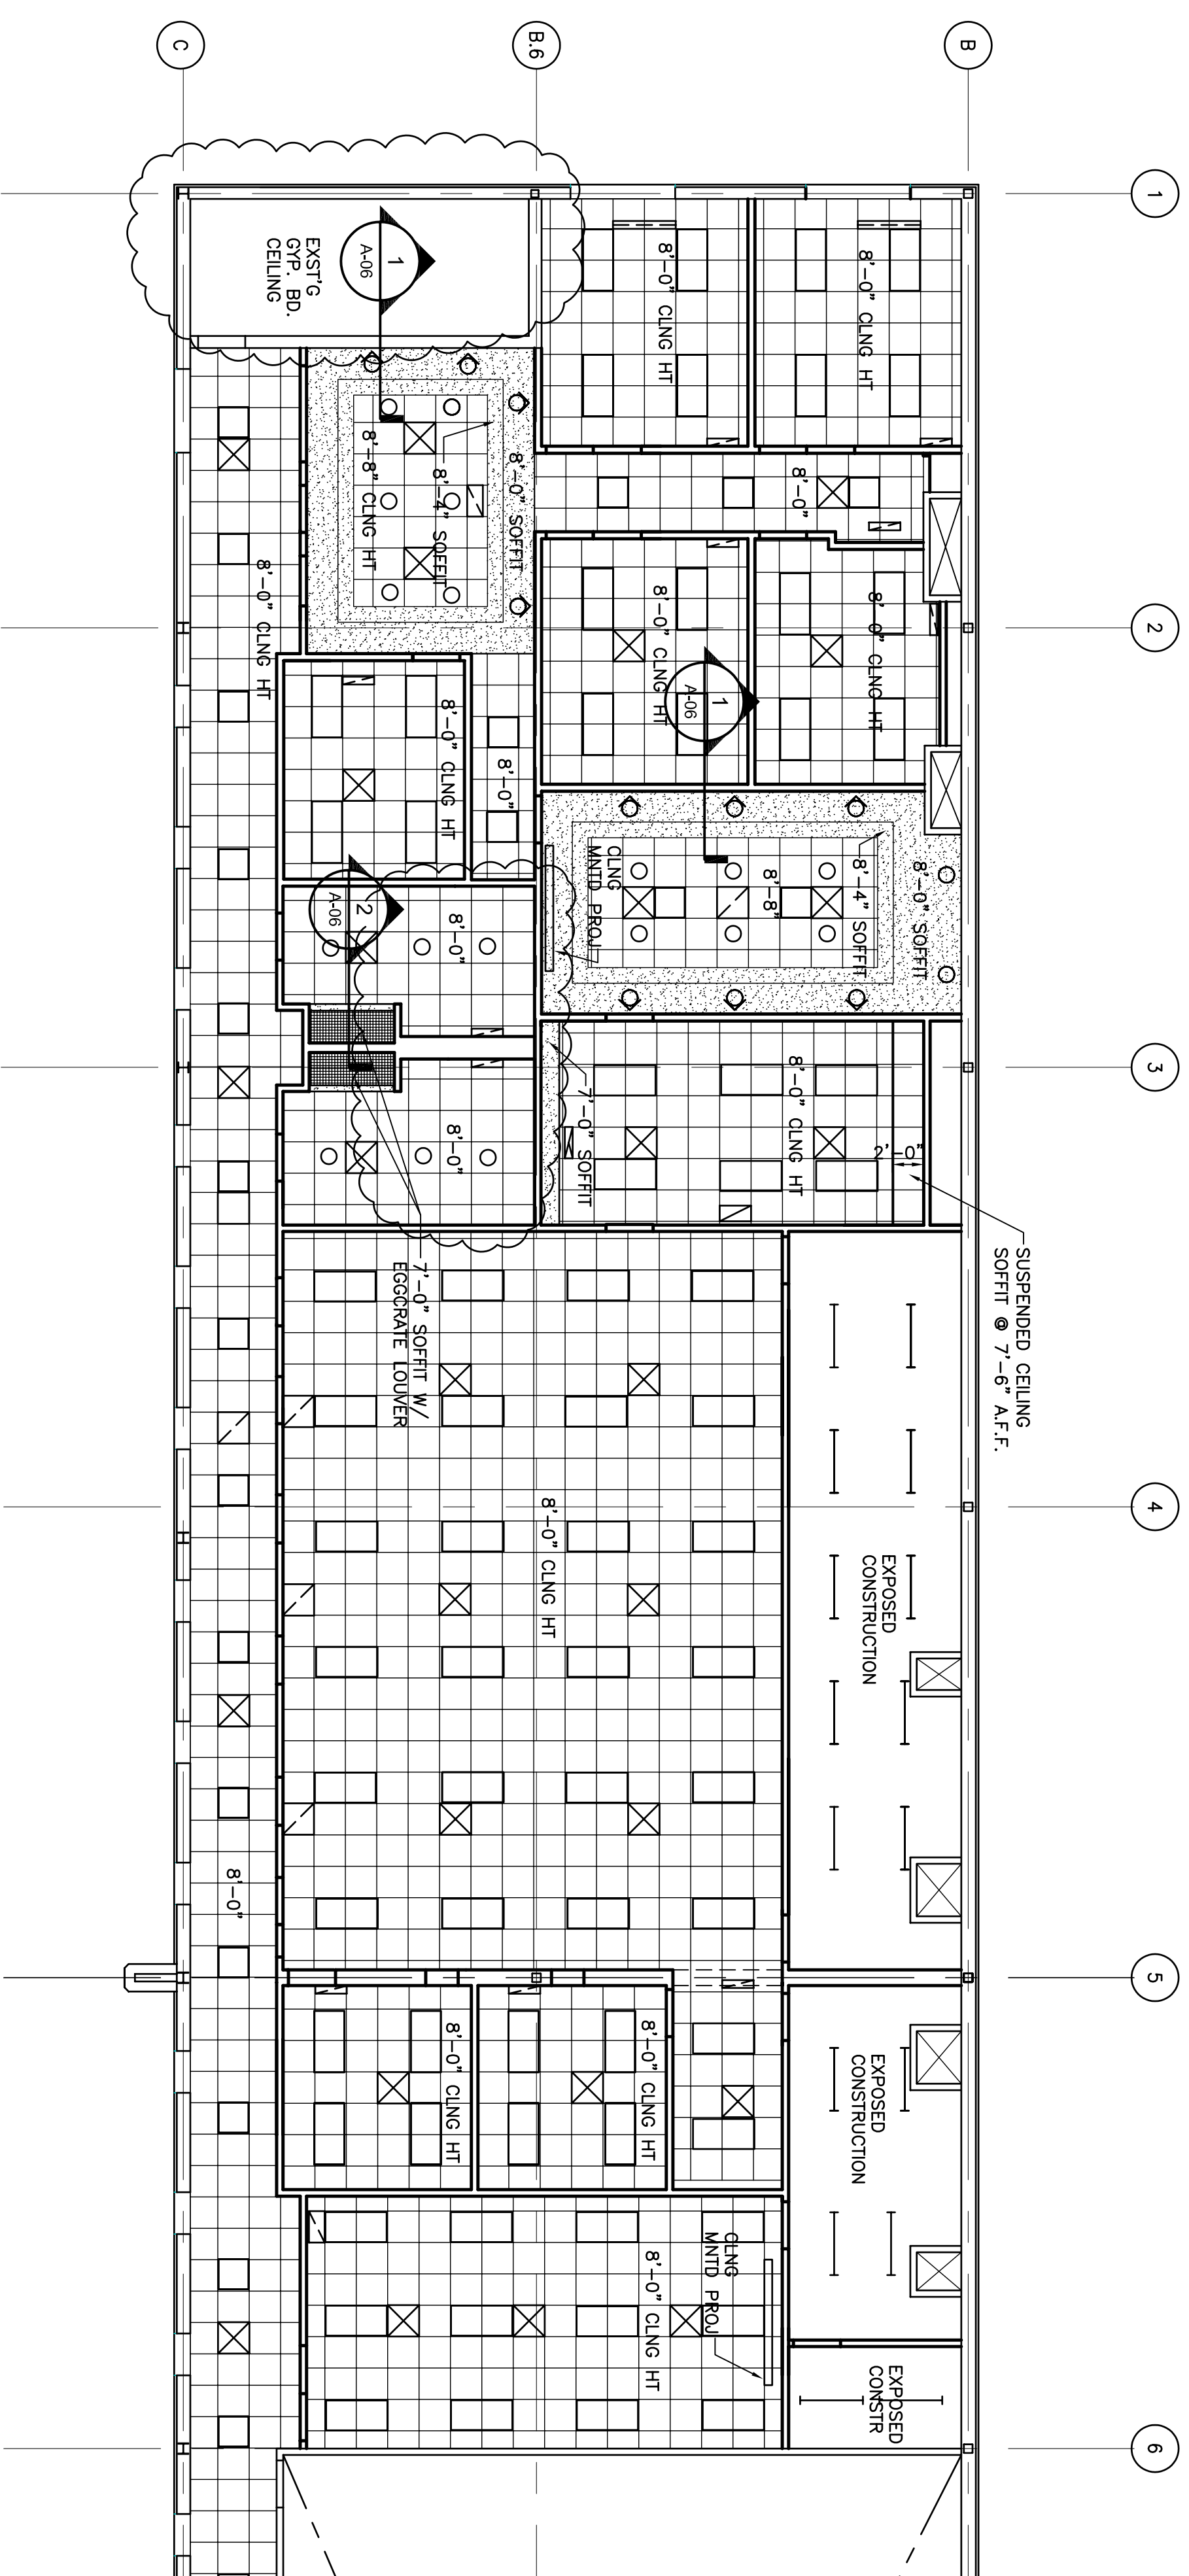 C
B.6
B
1
2
3
4
5
6
EXST'G
GYP. BD.
CEILING
1
A-06
8'-0" CLNG HT
8'-0" CLNG HT
8'-0"
8'-0" SOFFIT
8'-4" SOFFIT
8'-8" CLNG HT
8'-0" CLNG HT
8'-0" CLNG HT
8'-0" CLNG HT
1
A-06
8'-0" CLNG HT
8'-0"
8'-0" SOFFIT
8'-4" SOFFIT
8'-8"
CLNG
MNTD PROJ
2
A-06
8'-0"
8'-0"
8'-0" CLNG HT
2'-0"
7'-0" SOFFIT
SUSPENDED CEILING
SOFFIT @ 7'-6" A.F.F.
7'-0" SOFFIT W/
EGGCRATE LOUVER
8'-0" CLNG HT
EXPOSED
CONSTRUCTION
8'-0"
8'-0" CLNG HT
8'-0" CLNG HT
EXPOSED
CONSTRUCTION
CLNG
MNTD PROJ
8'-0" CLNG HT
EXPOSED
CONSTR